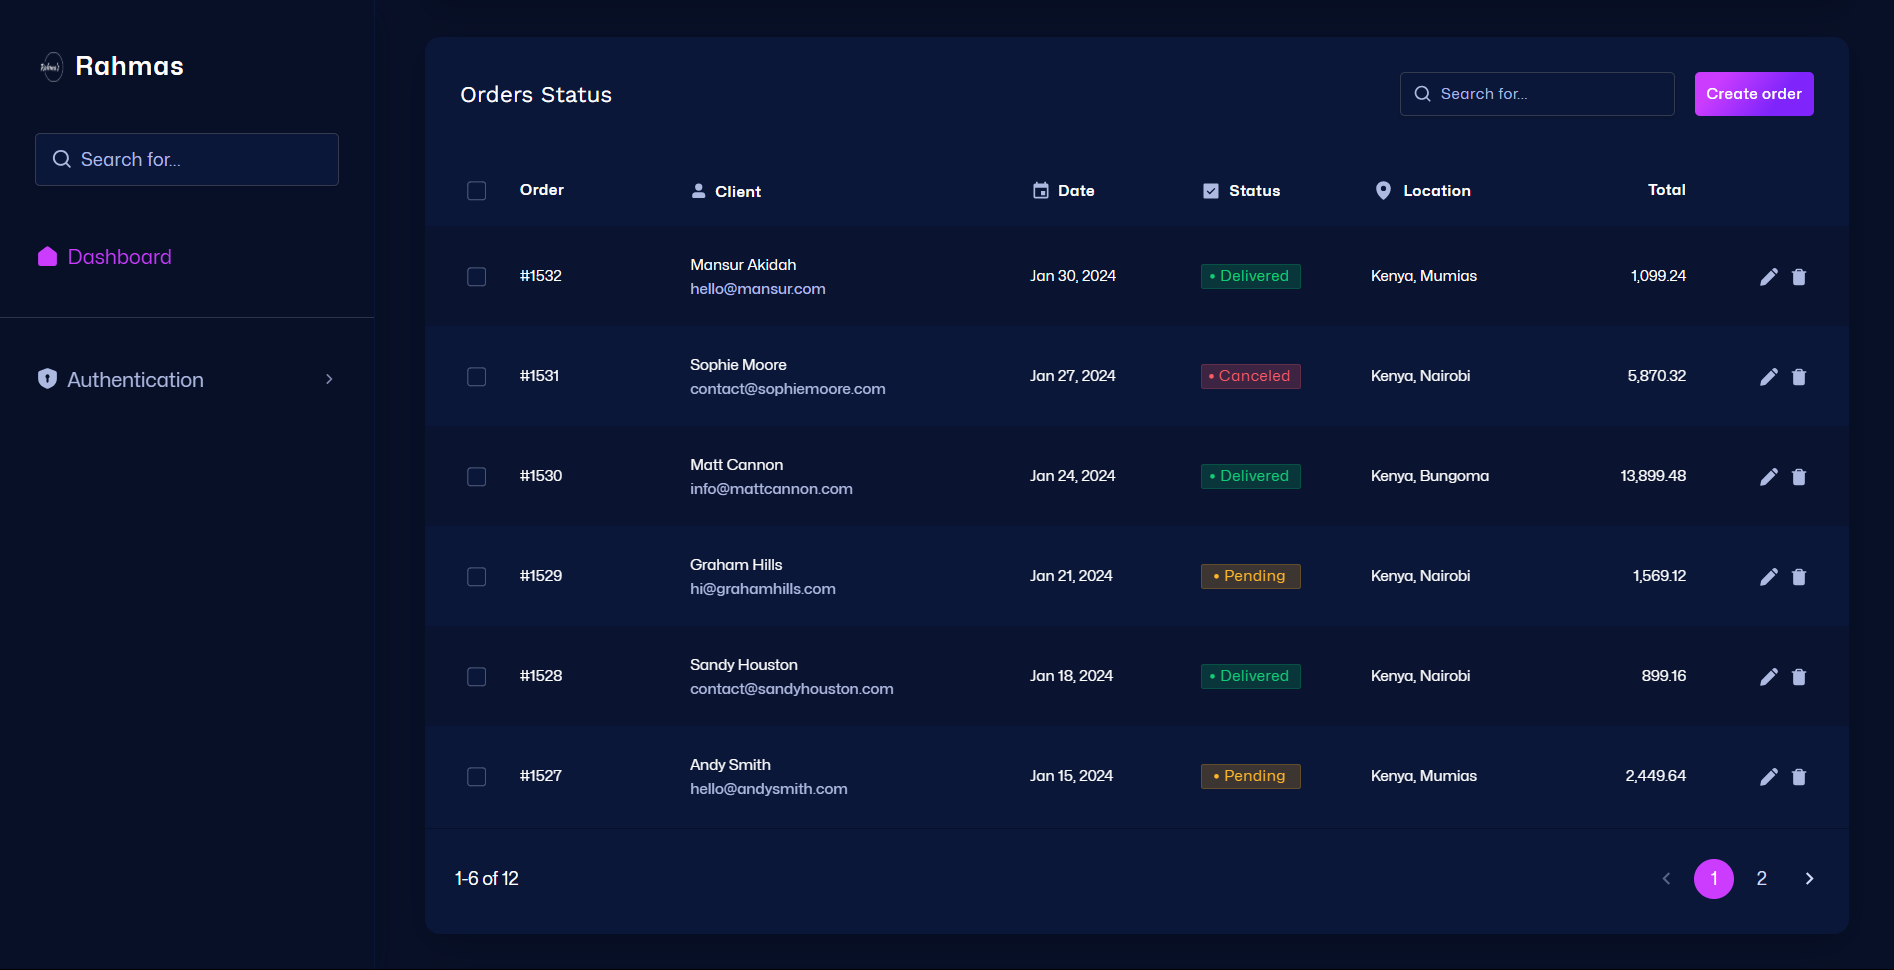 Rahmas
Search for...
Dashboard
Authentication
Orders Status
Search for...
Create order
Order Client Date Status Location Total
#1532 Mansur Akidah Jan 30, 2024 • Delivered Kenya, Mumias 1,099.24
hello@mansur.com
#1531 Sophie Moore Jan 27, 2024 • Canceled Kenya, Nairobi 5,870.32
contact@sophiemoore.com
#1530 Matt Cannon Jan 24, 2024 • Delivered Kenya, Bungoma 13,899.48
info@mattcannon.com
#1529 Graham Hills Jan 21, 2024 • Pending Kenya, Nairobi 1,569.12
hi@grahamhills.com
#1528 Sandy Houston Jan 18, 2024 • Delivered Kenya, Nairobi 899.16
contact@sandyhouston.com
#1527 Andy Smith Jan 15, 2024 • Pending Kenya, Mumias 2,449.64
hello@andysmith.com
1-6 of 12
1 2